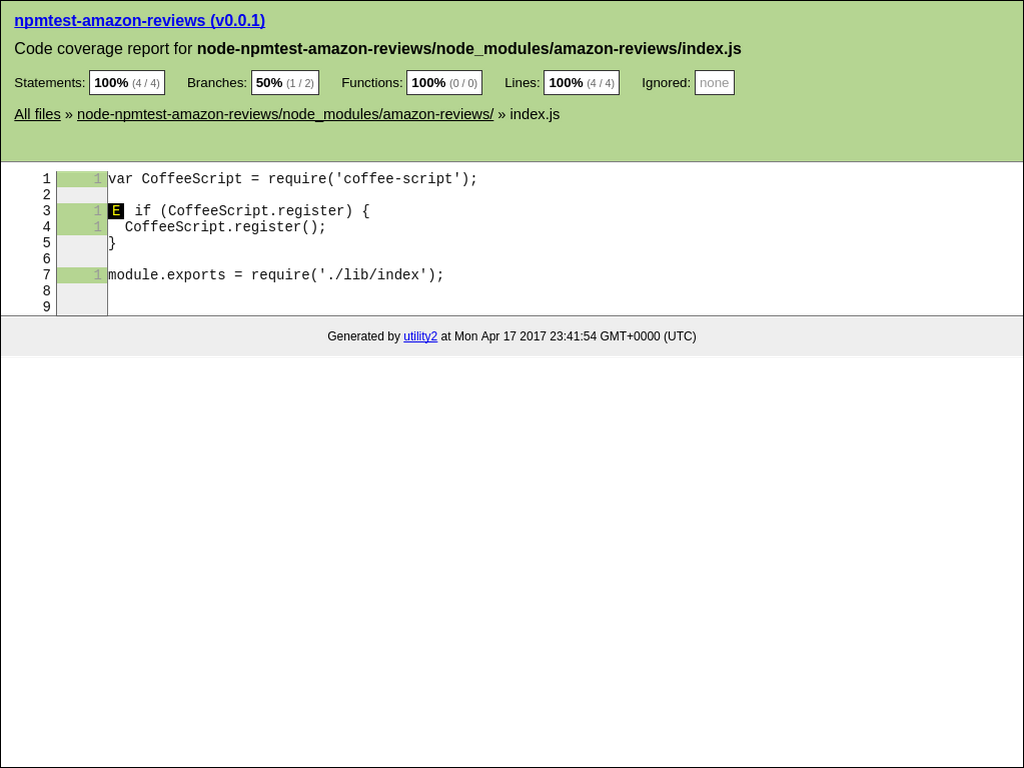 npmtest-amazon-reviews (v0.0.1)
Code coverage report for node-npmtest-amazon-reviews/node_modules/amazon-reviews/index.js
Statements: 100% (4 / 4) Branches: 50% (1 / 2) Functions: 100% (0 / 0) Lines: 100% (4 / 4) Ignored: none
All files » node-npmtest-amazon-reviews/node_modules/amazon-reviews/ » index.js
1 1 var CoffeeScript = require('coffee-script');
2
3 1 E if (CoffeeScript.register) {
4 1 CoffeeScript.register();
5 }
6
7 1 module.exports = require('./lib/index');
8
9
Generated by utility2 at Mon Apr 17 2017 23:41:54 GMT+0000 (UTC)